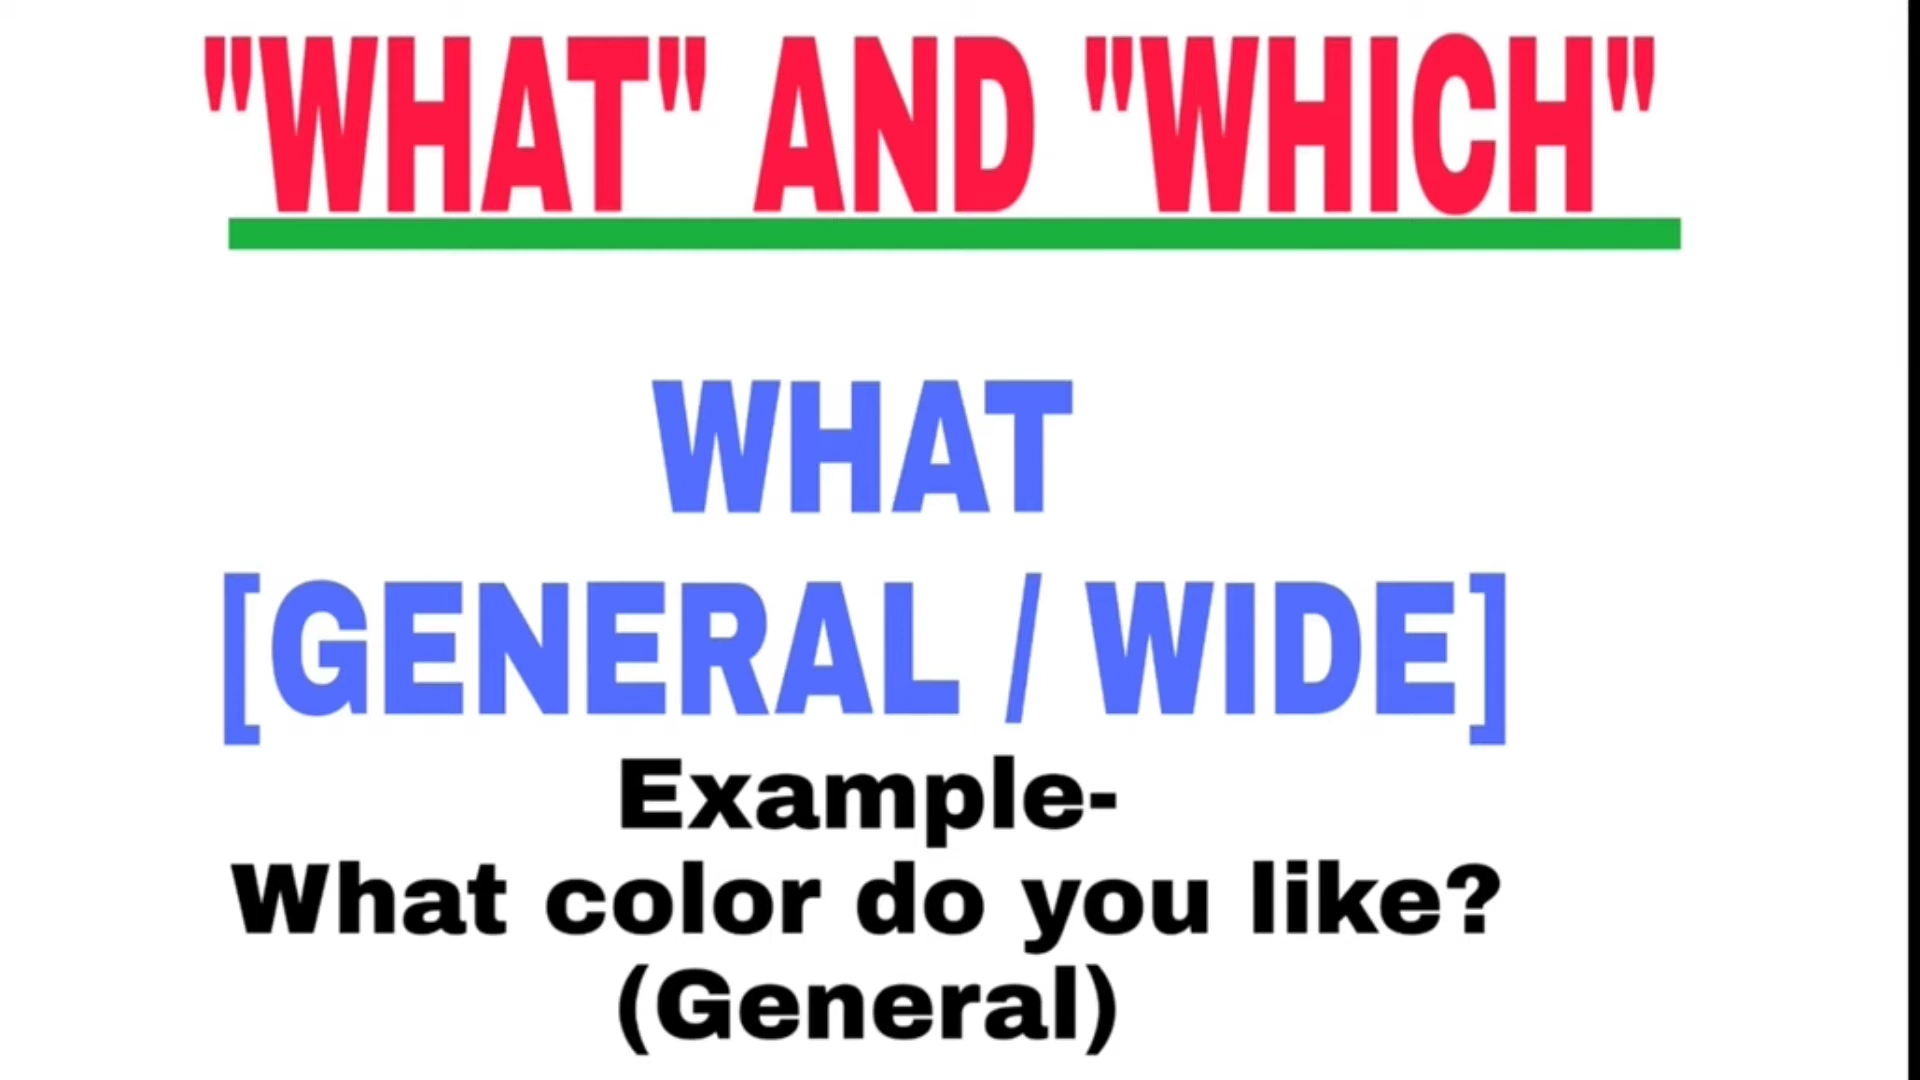 "WHAT" AND "WHICH"
WHAT
[GENERAL / WIDE]
Example-
What color do you like?
(General)